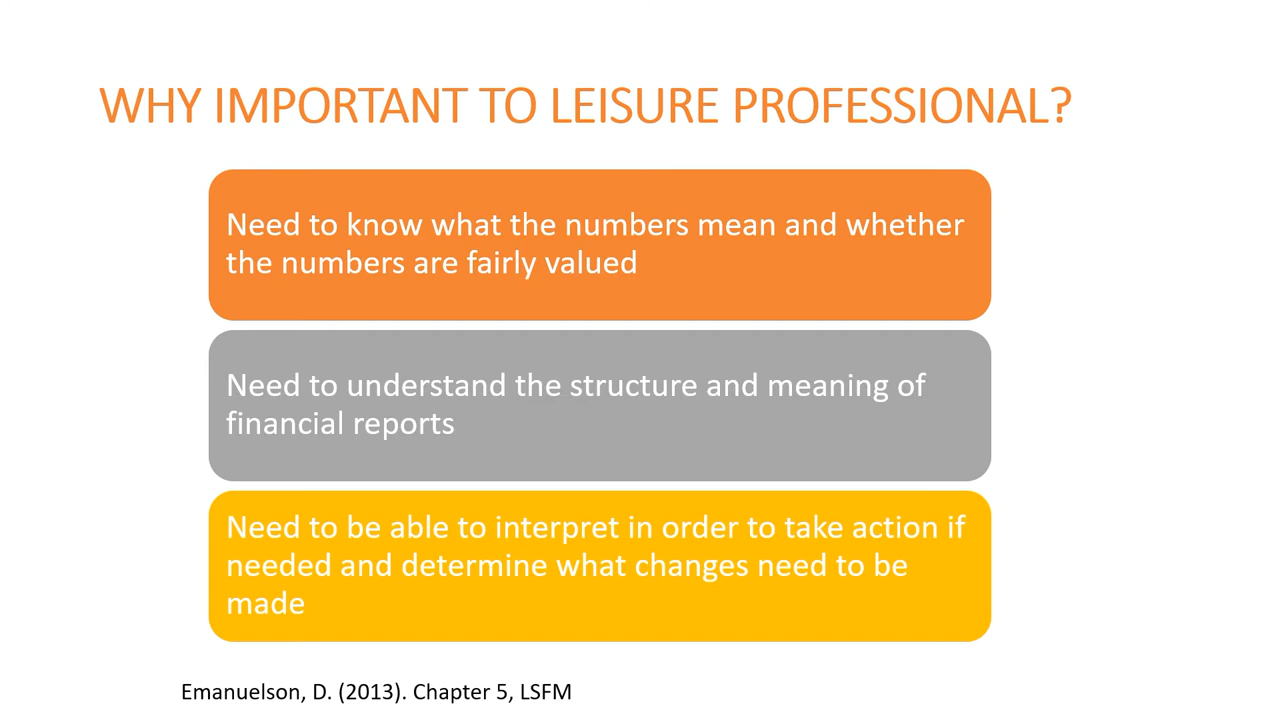 WHY IMPORTANT TO LEISURE PROFESSIONAL?
Need to know what the numbers mean and whether
the numbers are fairly valued
Need to understand the structure and meaning of
financial reports
Need to be able to interpret in order to take action if
needed and determine what changes need to be
made
Emanuelson, D. (2013). Chapter 5, LSFM